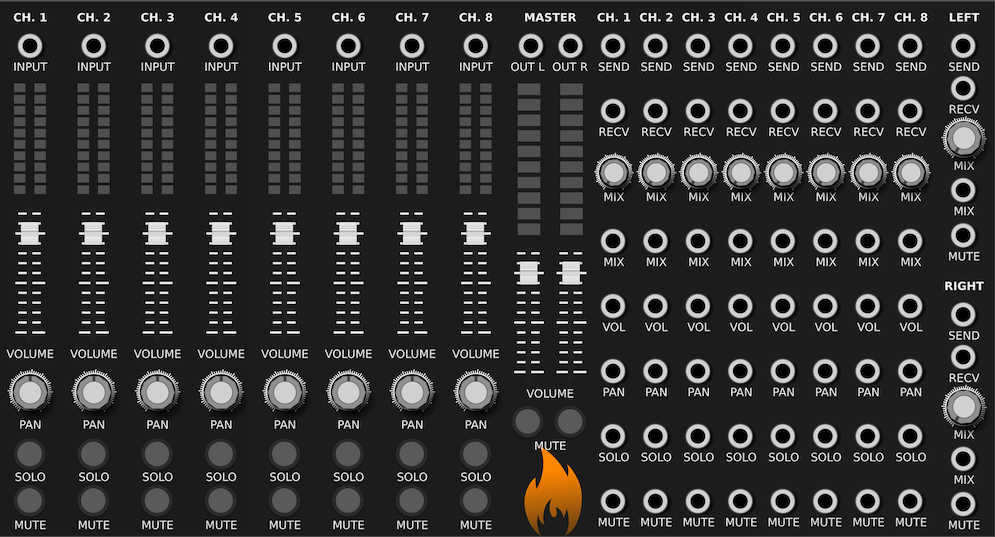 CH. 1 CH. 2 CH. 3 CH. 4 CH. 5 CH. 6 CH. 7 CH. 8 MASTER CH. 1 CH. 2 CH. 3 CH. 4 CH. 5 CH. 6 CH. 7 CH. 8 LEFT
INPUT INPUT INPUT INPUT INPUT INPUT INPUT INPUT OUT L OUT R SEND SEND SEND SEND SEND SEND SEND SEND SEND
RECV
RECV RECV RECV RECV RECV RECV RECV RECV
MIX
MIX MIX MIX MIX MIX MIX MIX MIX
MIX
MUTE
MIX MIX MIX MIX MIX MIX MIX MIX
RIGHT
VOL VOL VOL VOL VOL VOL VOL VOL
SEND
VOLUME VOLUME VOLUME VOLUME VOLUME VOLUME VOLUME VOLUME
RECV
VOLUME
PAN PAN PAN PAN PAN PAN PAN PAN
PAN PAN PAN PAN PAN PAN PAN PAN
MIX
MUTE
SOLO SOLO SOLO SOLO SOLO SOLO SOLO SOLO
SOLO SOLO SOLO SOLO SOLO SOLO SOLO SOLO
MIX
MUTE MUTE MUTE MUTE MUTE MUTE MUTE MUTE
MUTE MUTE MUTE MUTE MUTE MUTE MUTE MUTE MUTE